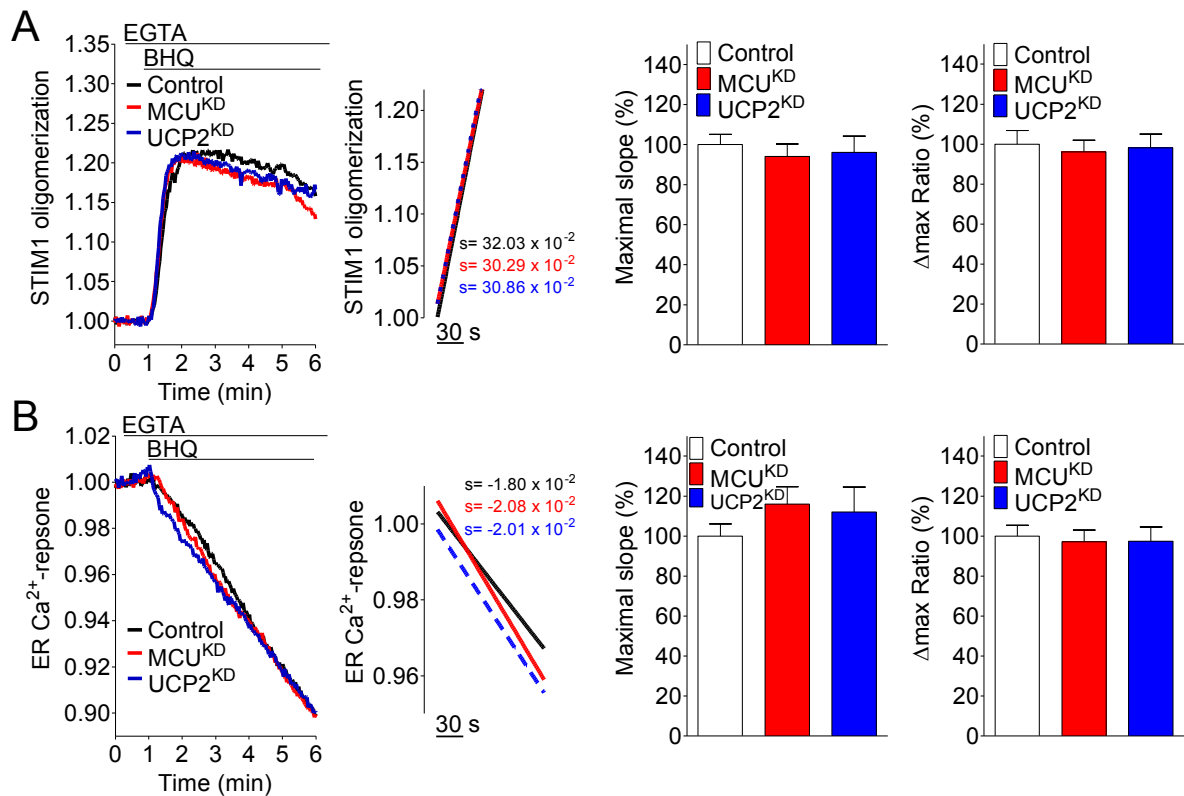 A
EGTA
BHQ
Control
MCU^KD
UCP2^KD
STIM1 oligomerization
1.35
1.30
1.25
1.20
1.15
1.10
1.05
1.00
0 1 2 3 4 5 6
Time (min)
STIM1 oligomerization
1.20
1.15
1.10
1.05
1.00
s= 32.03 x 10^-2
s= 30.29 x 10^-2
s= 30.86 x 10^-2
30 s
Maximal slope (%)
140
120
100
80
60
40
20
0
Control
MCU^KD
UCP2^KD
Δmax Ratio (%)
140
120
100
80
60
40
20
0
Control
MCU^KD
UCP2^KD
B
EGTA
BHQ
ER Ca^2+-repsone
1.02
1.00
0.98
0.96
0.94
0.92
0.90
Control
MCU^KD
UCP2^KD
0 1 2 3 4 5 6
Time (min)
ER Ca^2+-repsone
1.00
0.98
0.96
s= -1.80 x 10^-2
s= -2.08 x 10^-2
s= -2.01 x 10^-2
30 s
Maximal slope (%)
140
120
100
80
60
40
20
0
Control
MCU^KD
UCP2^KD
Δmax Ratio (%)
140
120
100
80
60
40
20
0
Control
MCU^KD
UCP2^KD